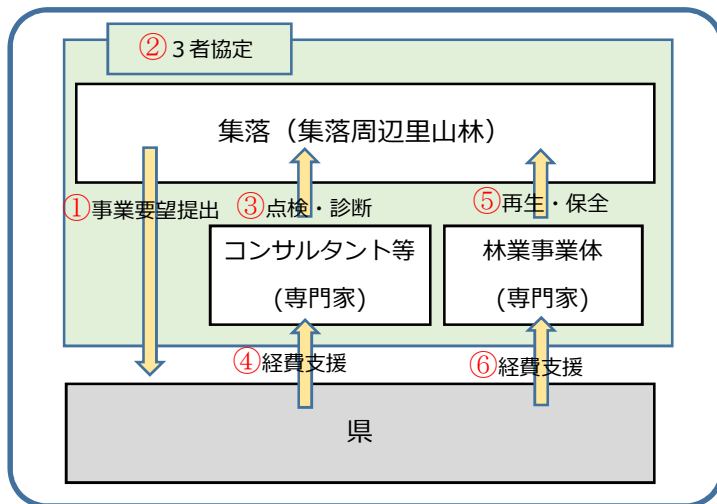 ②３者協定
集落（集落周辺里山林）
①事業要望提出
③点検・診断
⑤再生・保全
コンサルタント等
(専門家)
林業事業体
(専門家)
④経費支援
⑥経費支援
県